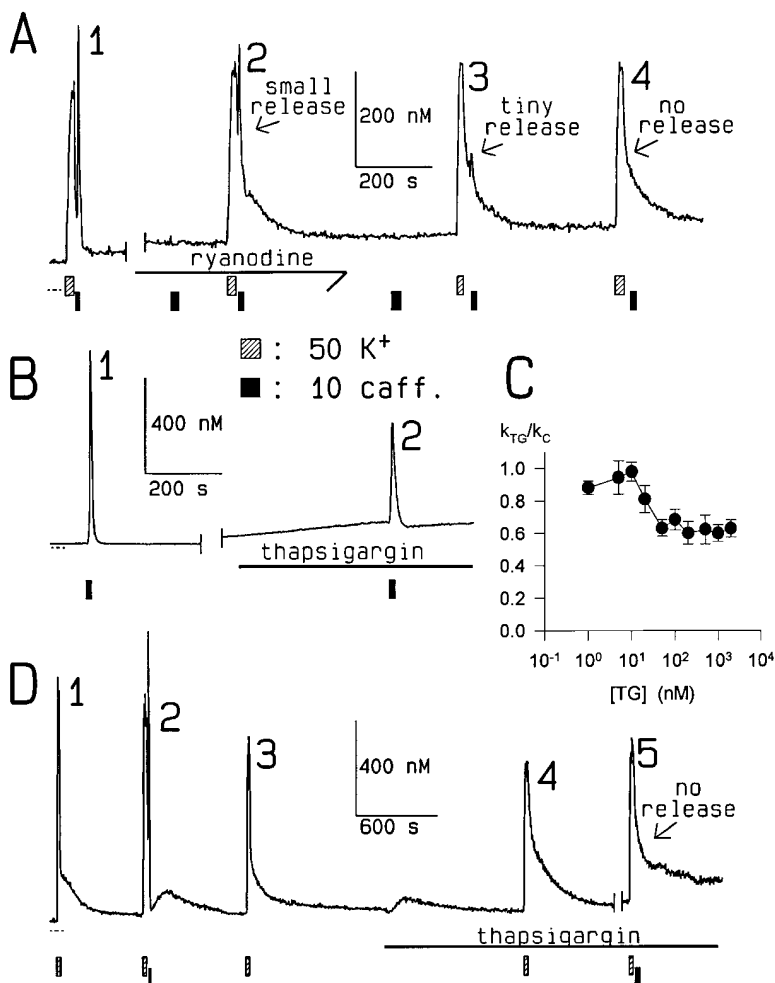 A
1
2
small
release
200 nM
200 s
3
tiny
release
4
no
release
ryanodine
: 50 K⁺
: 10 caff.
B
1
400 nM
200 s
2
thapsigargin
C
k_TG/k_C
1.0
0.8
0.6
0.4
0.2
0.0
10⁻¹ 10⁰ 10¹ 10² 10³ 10⁴
[TG] (nM)
D
1
2
3
400 nM
600 s
4
5
no
release
thapsigargin